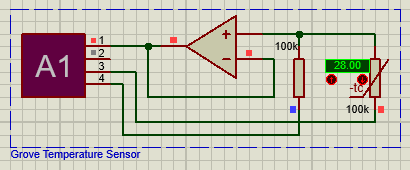 A1
1
2
3
4
+
−
100k
28.00
-tc
100k
Grove Temperature Sensor